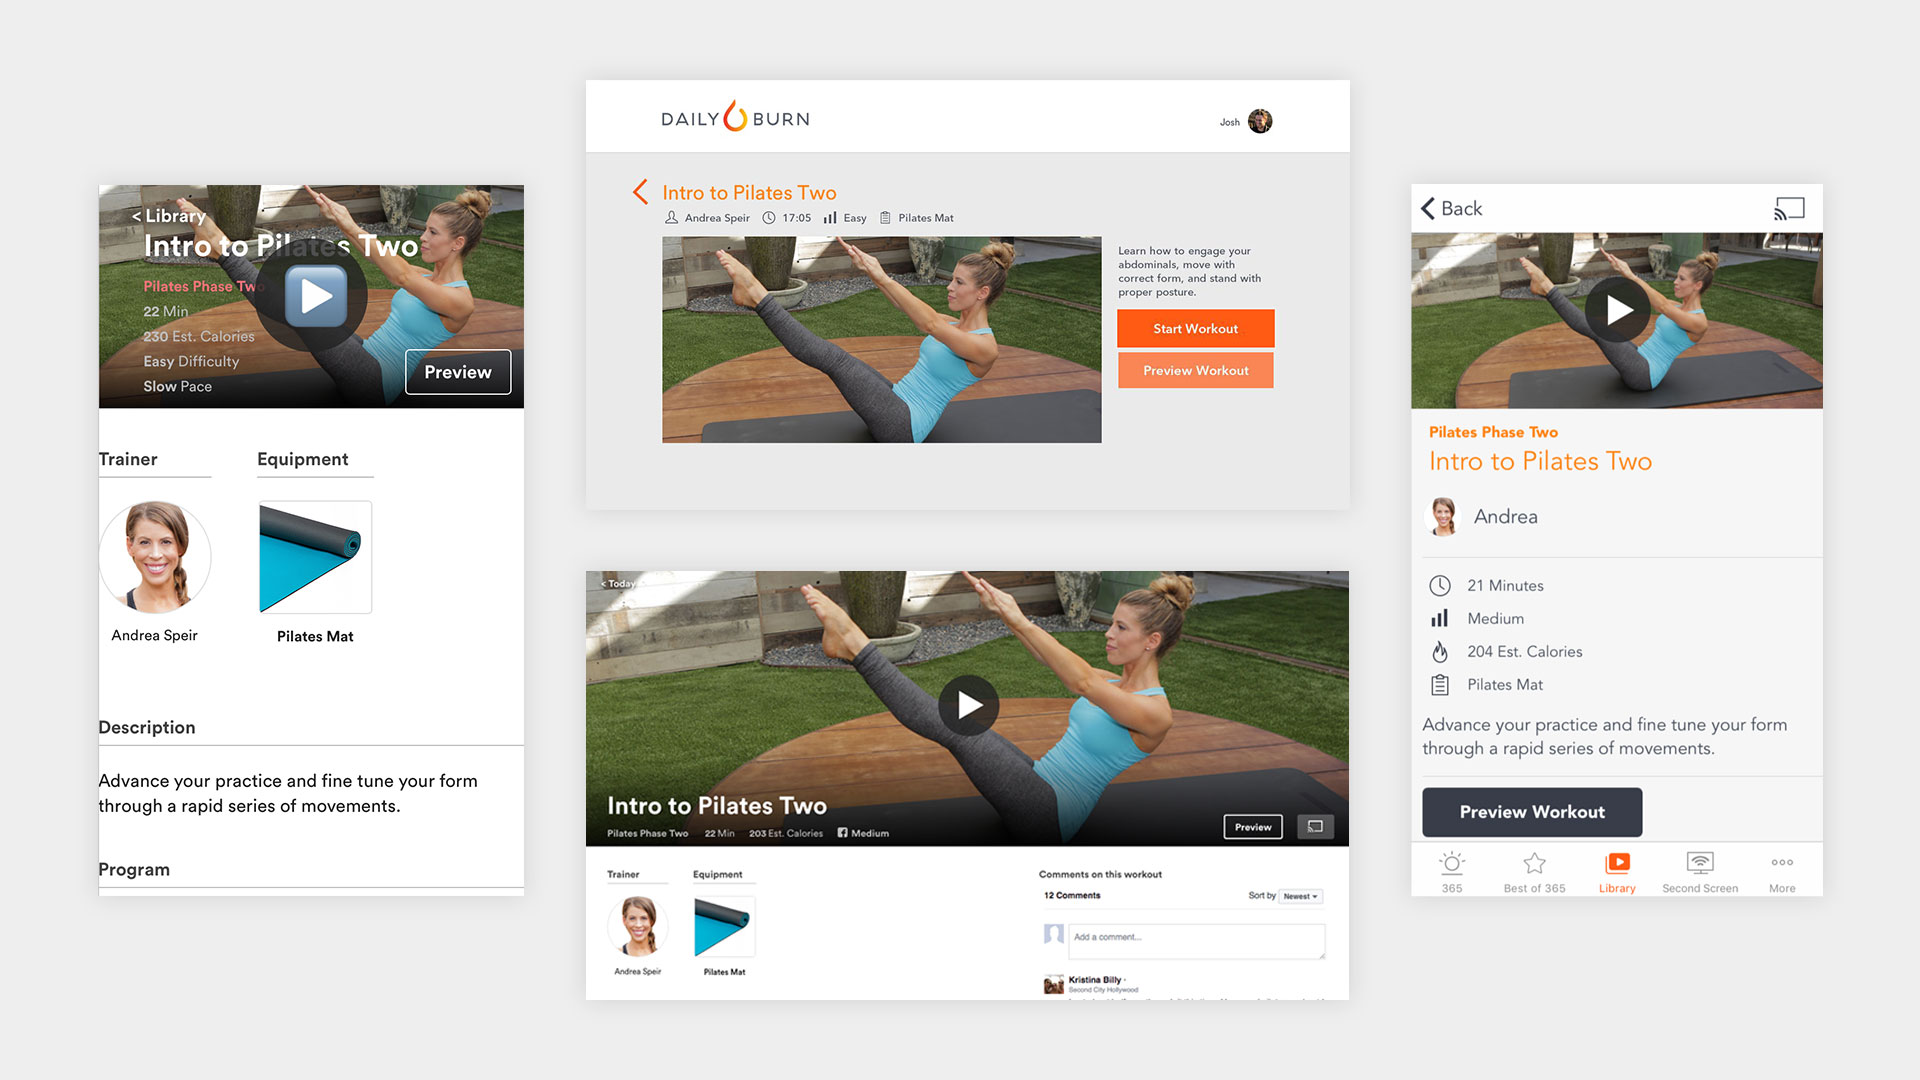 < Library
Intro to Pilates Two
Pilates Phase Two
22 Min
230 Est. Calories
Easy Difficulty
Slow Pace
Preview
Trainer
Equipment
Andrea Speir
Pilates Mat
Description
Advance your practice and fine tune your form
through a rapid series of movements.
Program
DAILY BURN
Josh
Intro to Pilates Two
Andrea Speir 17:05 Easy Pilates Mat
Learn how to engage your
abdominals, move with
correct form, and stand with
proper posture.
Start Workout
Preview Workout
< Today
Intro to Pilates Two
Pilates Phase Two 22 Min 203 Est. Calories Medium
Preview
Trainer
Equipment
Andrea Speir
Pilates Mat
Comments on this workout
12 Comments
Sort by Newest
Add a comment...
Kristina Billy ·
Second City Hollywood
Back
Pilates Phase Two
Intro to Pilates Two
Andrea
21 Minutes
Medium
204 Est. Calories
Pilates Mat
Advance your practice and fine tune your form
through a rapid series of movements.
Preview Workout
365
Best of 365
Library
Second Screen
More